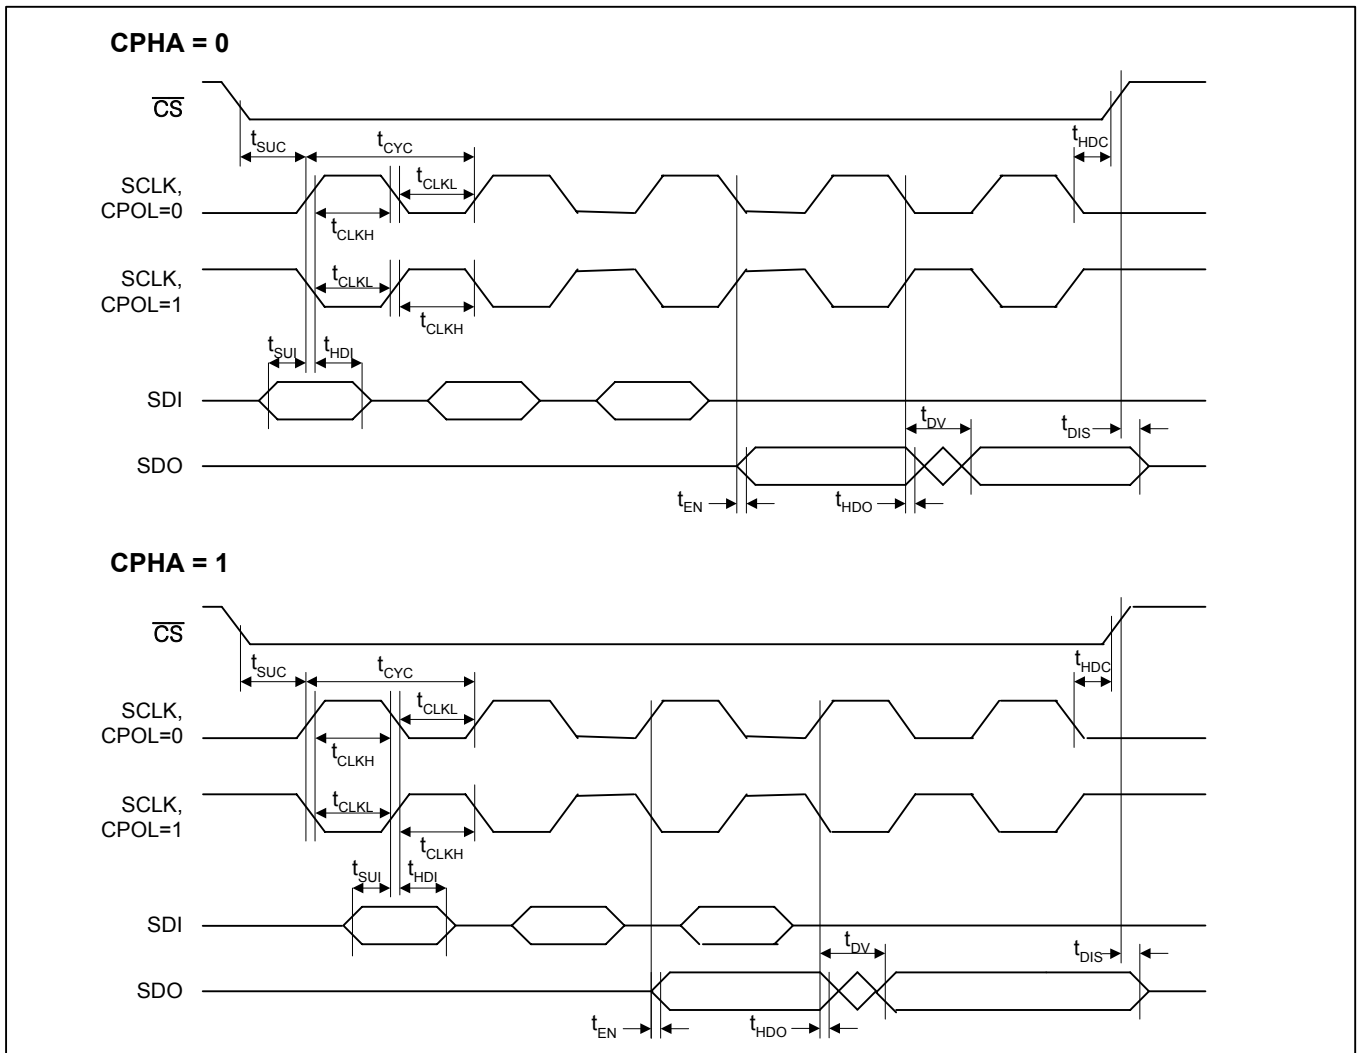 CPHA = 0
CS
tSUC
tCYC
tHDC
SCLK,
CPOL=0
tCLKL
tCLKH
SCLK,
CPOL=1
tCLKL
tCLKH
tSUI
tHDI
SDI
tDV
tDIS
SDO
tEN
tHDO
CPHA = 1
CS
tSUC
tCYC
tHDC
SCLK,
CPOL=0
tCLKL
tCLKH
SCLK,
CPOL=1
tCLKL
tCLKH
tSUI
tHDI
SDI
tDV
tDIS
SDO
tEN
tHDO